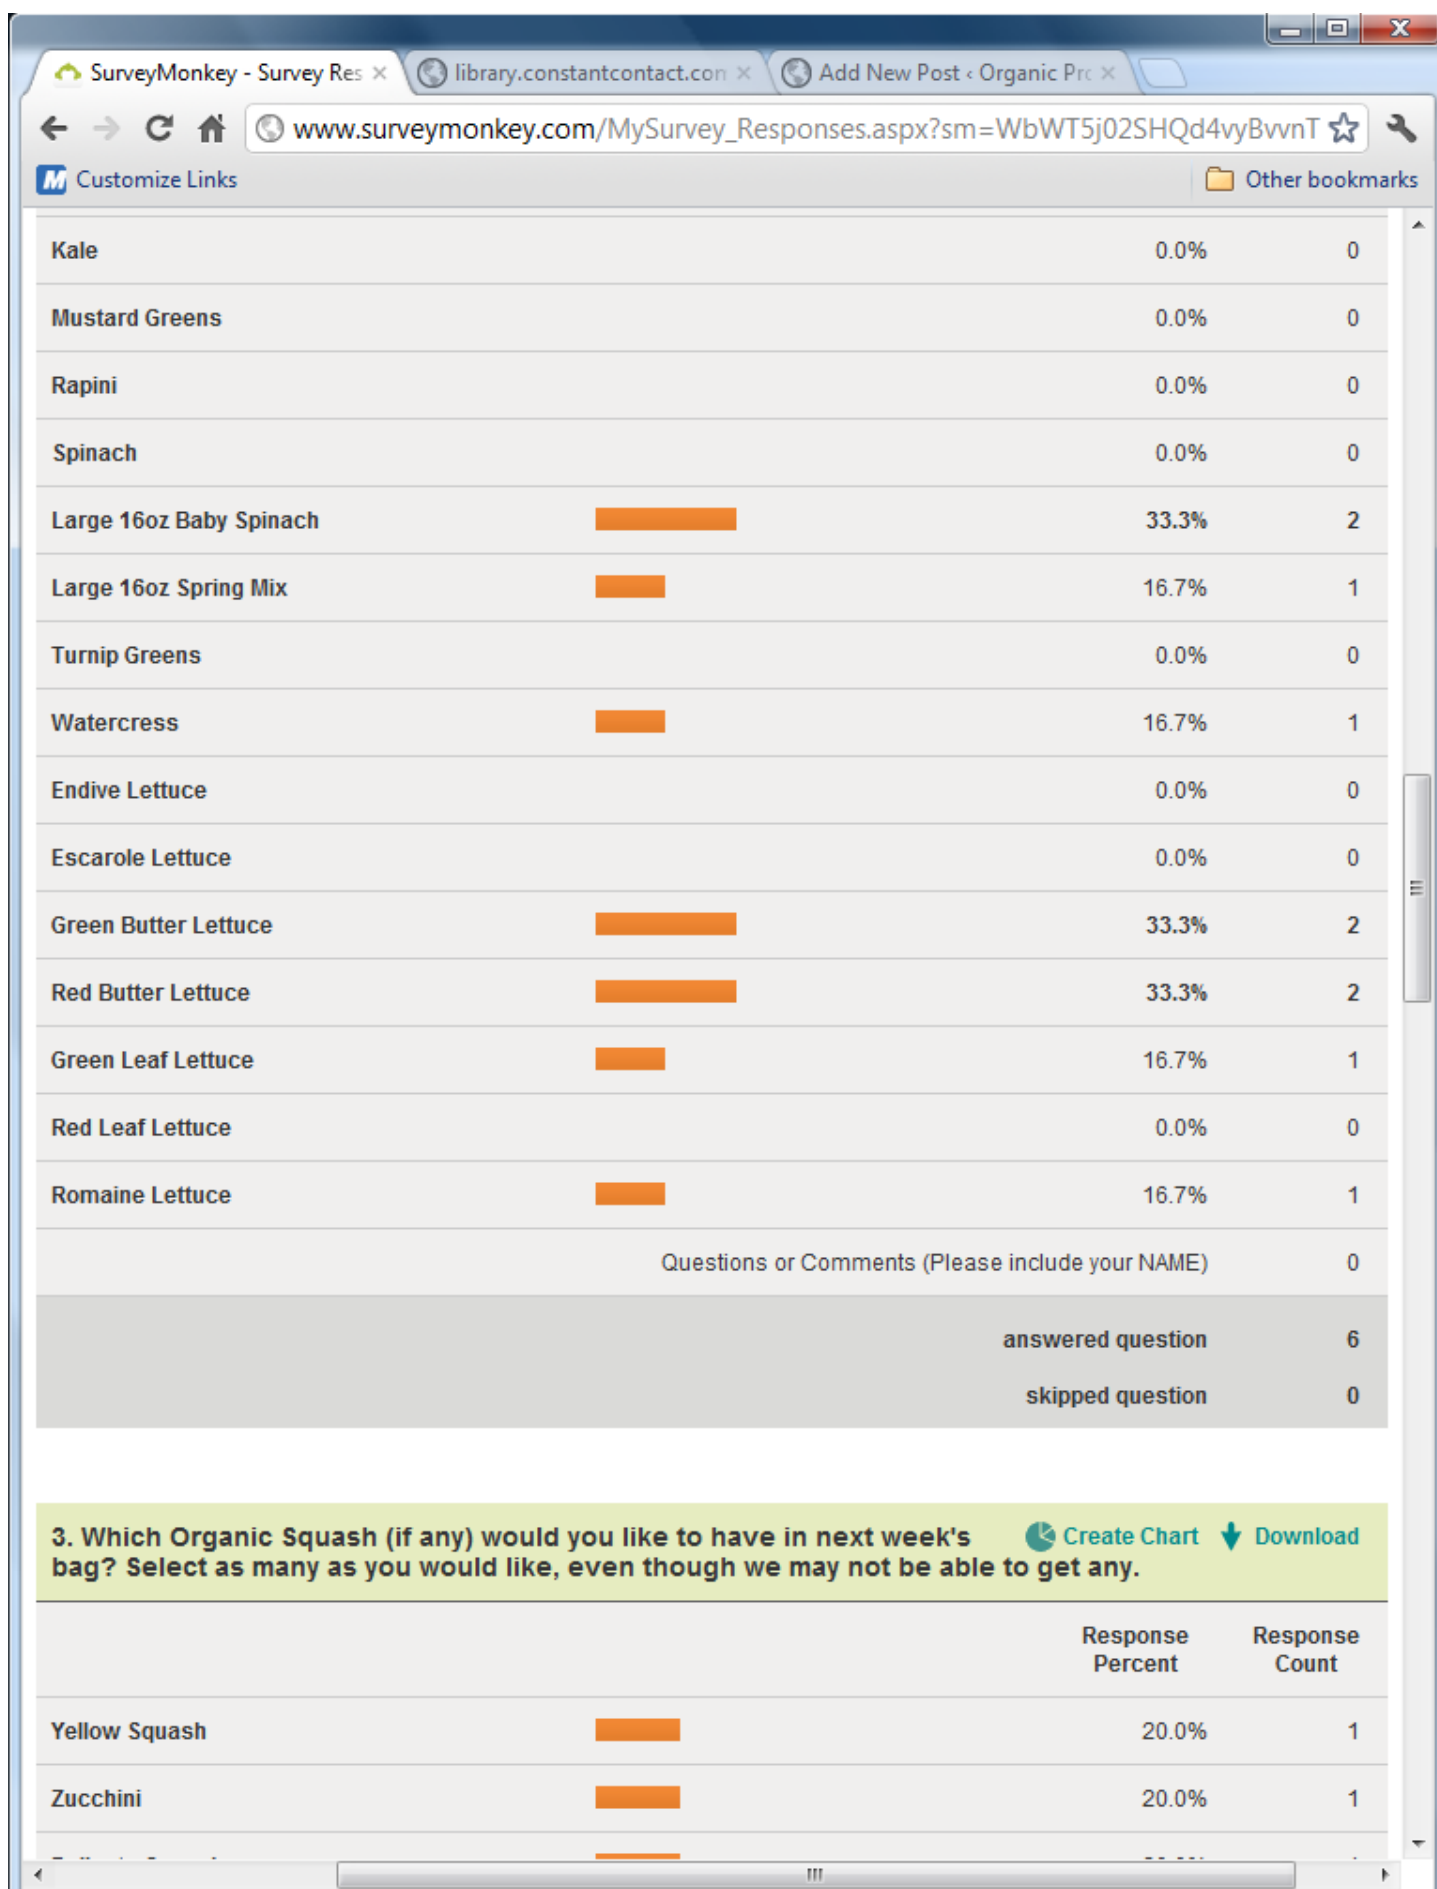 SurveyMonkey - Survey Res
library.constantcontact.con
Add New Post ‹ Organic Pro
www.surveymonkey.com/MySurvey_Responses.aspx?sm=WbWT5j02SHQd4vyBvvnT
Customize Links
Other bookmarks
Kale 0.0% 0
Mustard Greens 0.0% 0
Rapini 0.0% 0
Spinach 0.0% 0
Large 16oz Baby Spinach 33.3% 2
Large 16oz Spring Mix 16.7% 1
Turnip Greens 0.0% 0
Watercress 16.7% 1
Endive Lettuce 0.0% 0
Escarole Lettuce 0.0% 0
Green Butter Lettuce 33.3% 2
Red Butter Lettuce 33.3% 2
Green Leaf Lettuce 16.7% 1
Red Leaf Lettuce 0.0% 0
Romaine Lettuce 16.7% 1
Questions or Comments (Please include your NAME) 0
answered question 6
skipped question 0
3. Which Organic Squash (if any) would you like to have in next week's Create Chart Download
bag? Select as many as you would like, even though we may not be able to get any.
Response Response
Percent Count
Yellow Squash 20.0% 1
Zucchini 20.0% 1